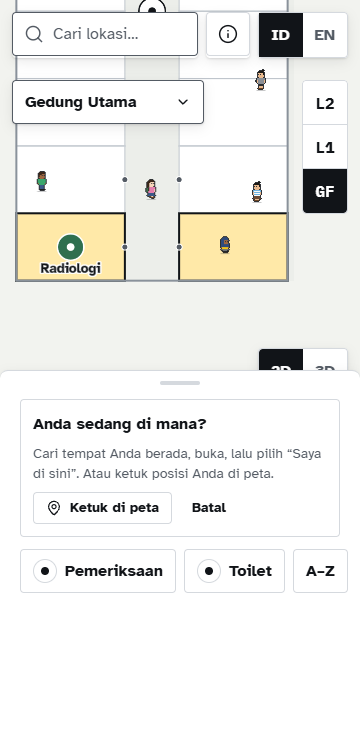 Cari lokasi...
ID
EN
Gedung Utama
L2
L1
GF
Radiologi
Anda sedang di mana?
Cari tempat Anda berada, buka, lalu pilih “Saya
di sini”. Atau ketuk posisi Anda di peta.
Ketuk di peta
Batal
Pemeriksaan
Toilet
A–Z